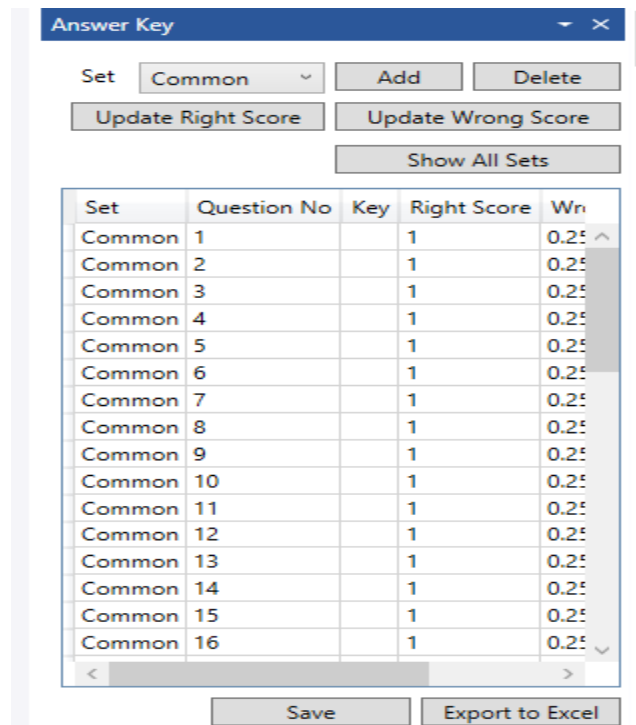 Answer Key
Set Common Add Delete
Update Right Score Update Wrong Score
Show All Sets
Set Question No Key Right Score
Common 1 1
Common 2 1
Common 3 1
Common 4 1
Common 5 1
Common 6 1
Common 7 1
Common 8 1
Common 9 1
Common 10 1
Common 11 1
Common 12 1
Common 13 1
Common 14 1
Common 15 1
Common 16 1
Save Export to Excel